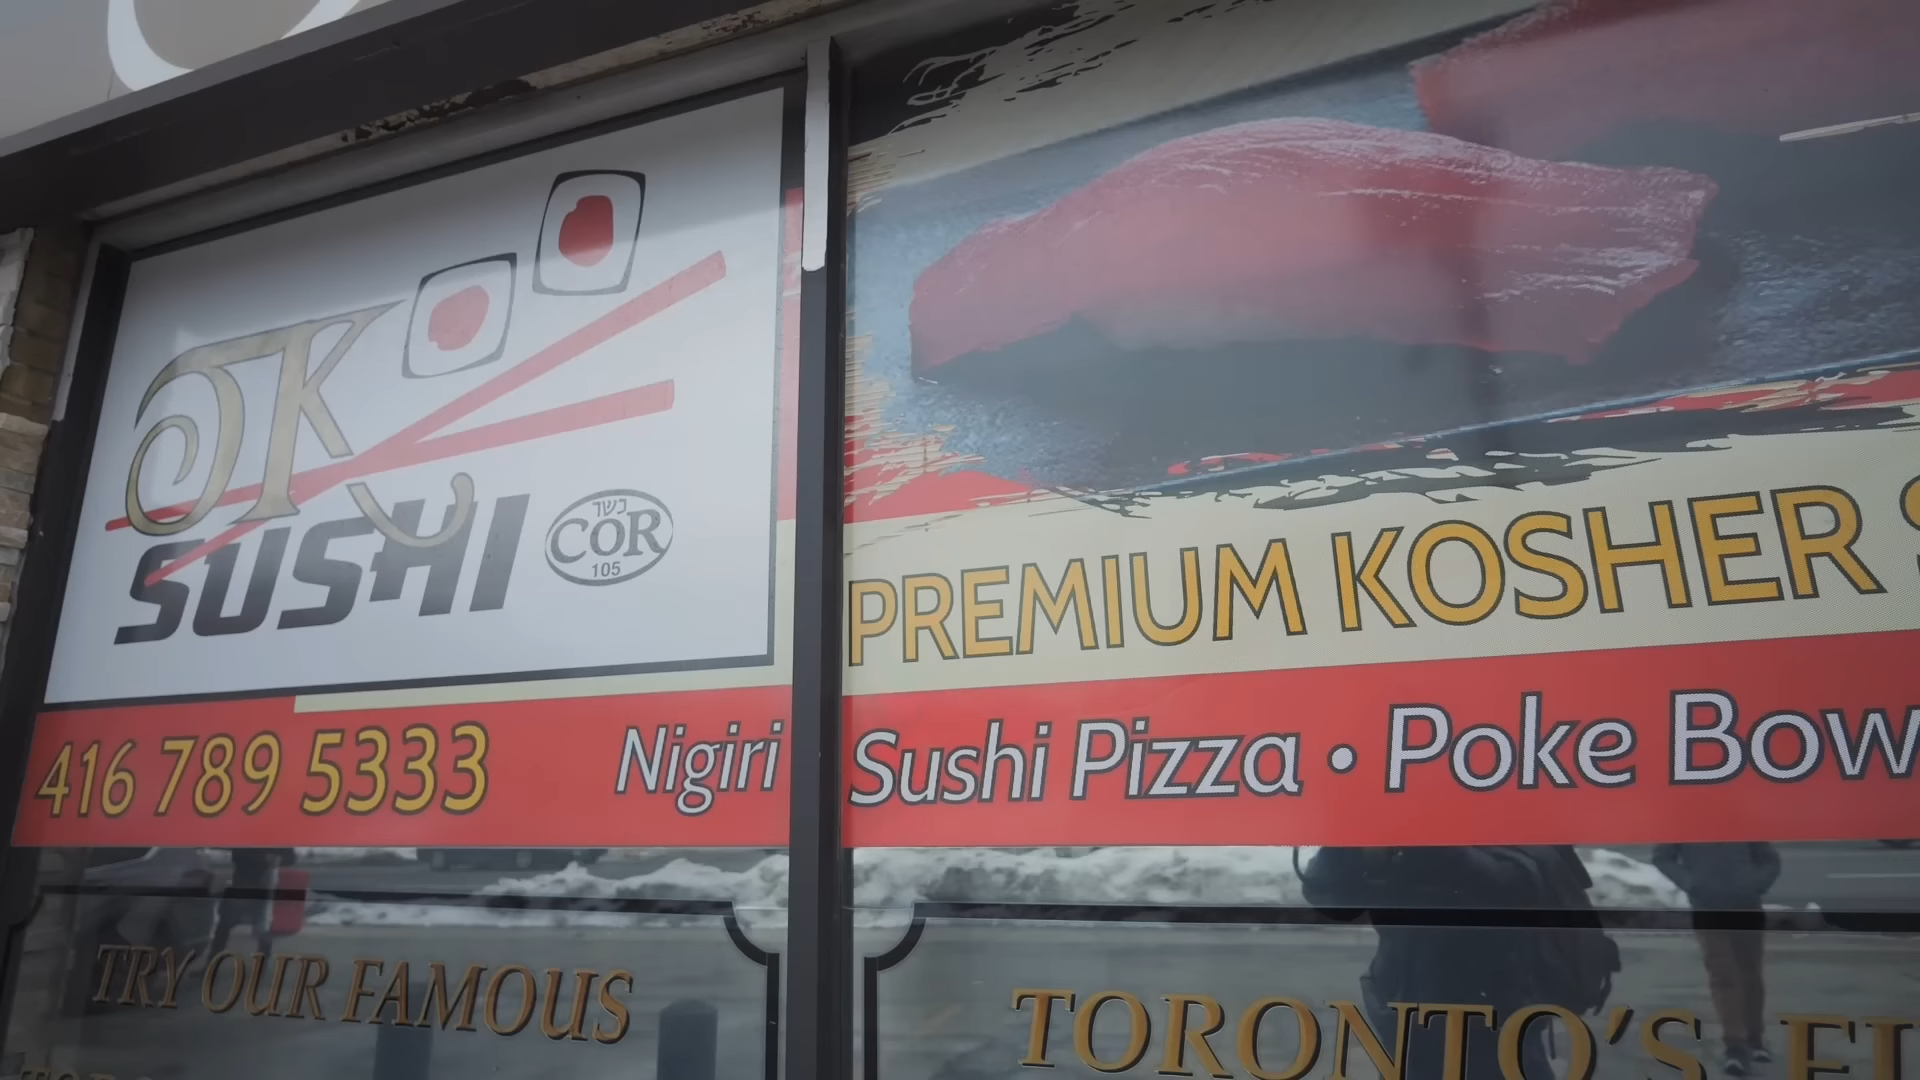 OK
SUSHI
כשר
COR
105
PREMIUM KOSHER
416 789 5333
Nigiri Sushi Pizza • Poke Bow
TRY OUR FAMOUS
TORONTO'S